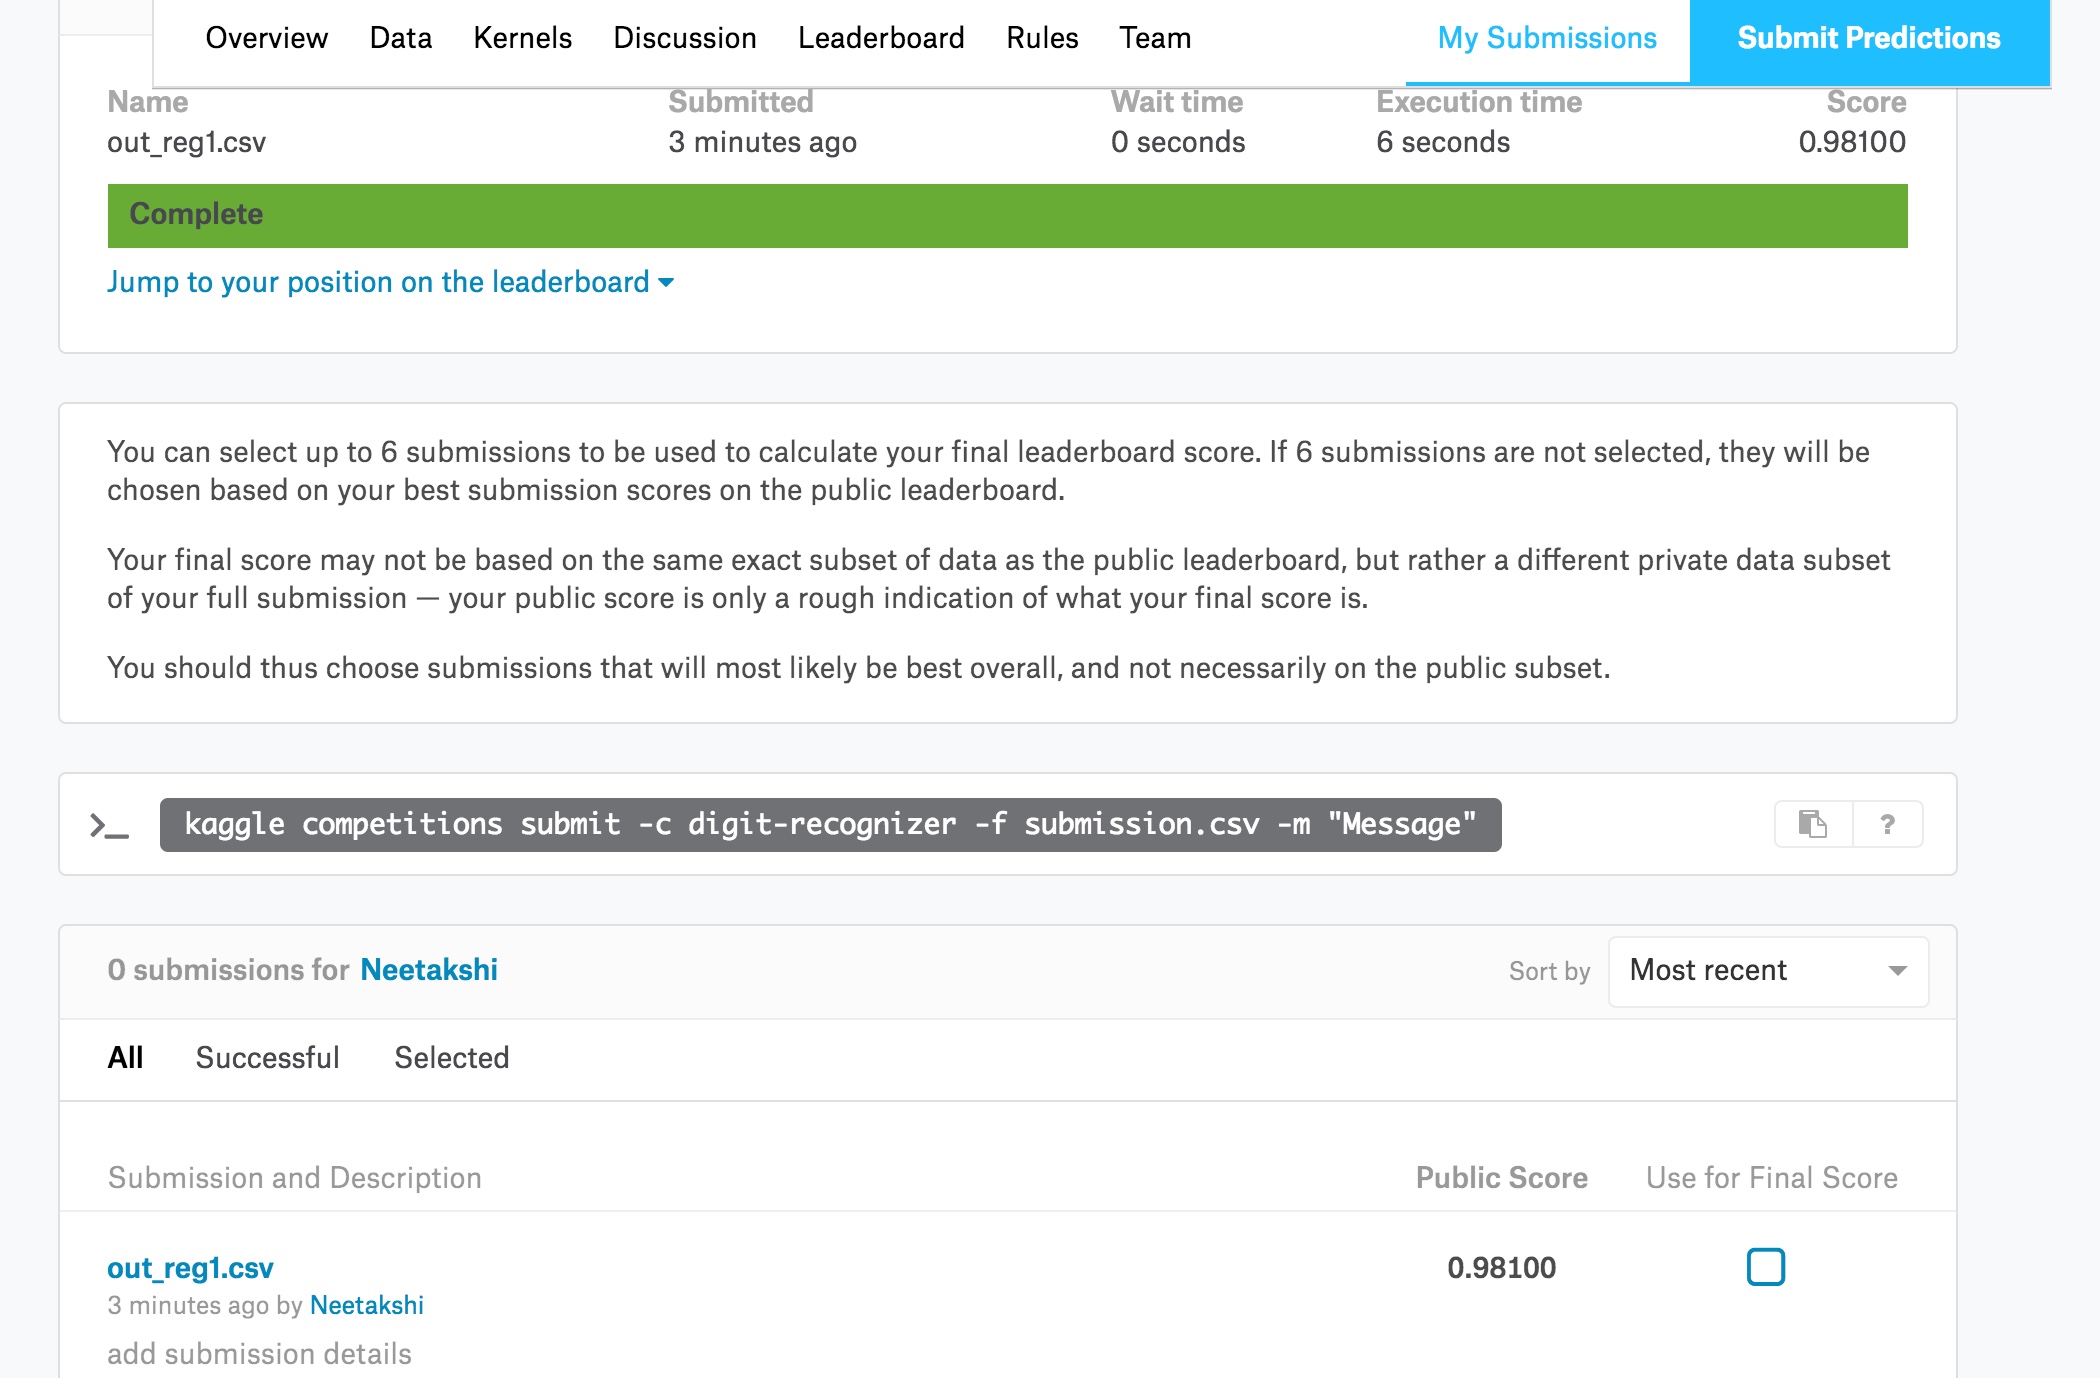 Overview Data Kernels Discussion Leaderboard Rules Team My Submissions Submit Predictions
Name Submitted Wait time Execution time Score
out_reg1.csv 3 minutes ago 0 seconds 6 seconds 0.98100
Complete
Jump to your position on the leaderboard
You can select up to 6 submissions to be used to calculate your final leaderboard score. If 6 submissions are not selected, they will be
chosen based on your best submission scores on the public leaderboard.
Your final score may not be based on the same exact subset of data as the public leaderboard, but rather a different private data subset
of your full submission — your public score is only a rough indication of what your final score is.
You should thus choose submissions that will most likely be best overall, and not necessarily on the public subset.
>_ kaggle competitions submit -c digit-recognizer -f submission.csv -m "Message" ?
0 submissions for Neetakshi Sort by Most recent
All Successful Selected
Submission and Description Public Score Use for Final Score
out_reg1.csv 0.98100
3 minutes ago by Neetakshi
add submission details